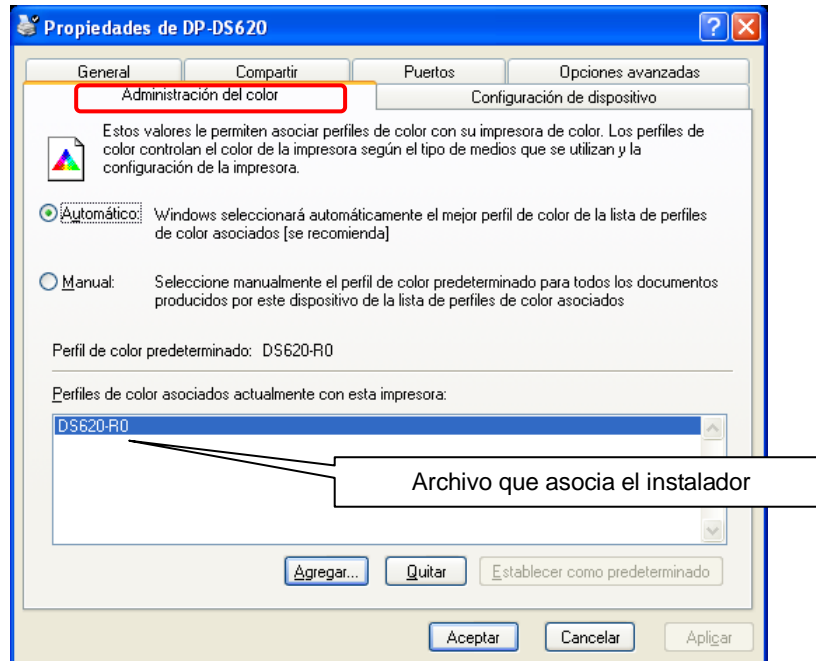 Propiedades de DP-DS620
General Compartir Puertos Opciones avanzadas
Administración del color Configuración de dispositivo
Estos valores le permiten asociar perfiles de color con su impresora de color. Los perfiles de
color controlan el color de la impresora según el tipo de medios que se utilizan y la
configuración de la impresora.
Automático: Windows seleccionará automáticamente el mejor perfil de color de la lista de perfiles
de color asociados [se recomienda]
Manual: Seleccione manualmente el perfil de color predeterminado para todos los documentos
producidos por este dispositivo de la lista de perfiles de color asociados
Perfil de color predeterminado: DS620-R0
Perfiles de color asociados actualmente con esta impresora:
DS620-R0
Archivo que asocia el instalador
Agregar... Quitar Establecer como predeterminado
Aceptar Cancelar Aplicar